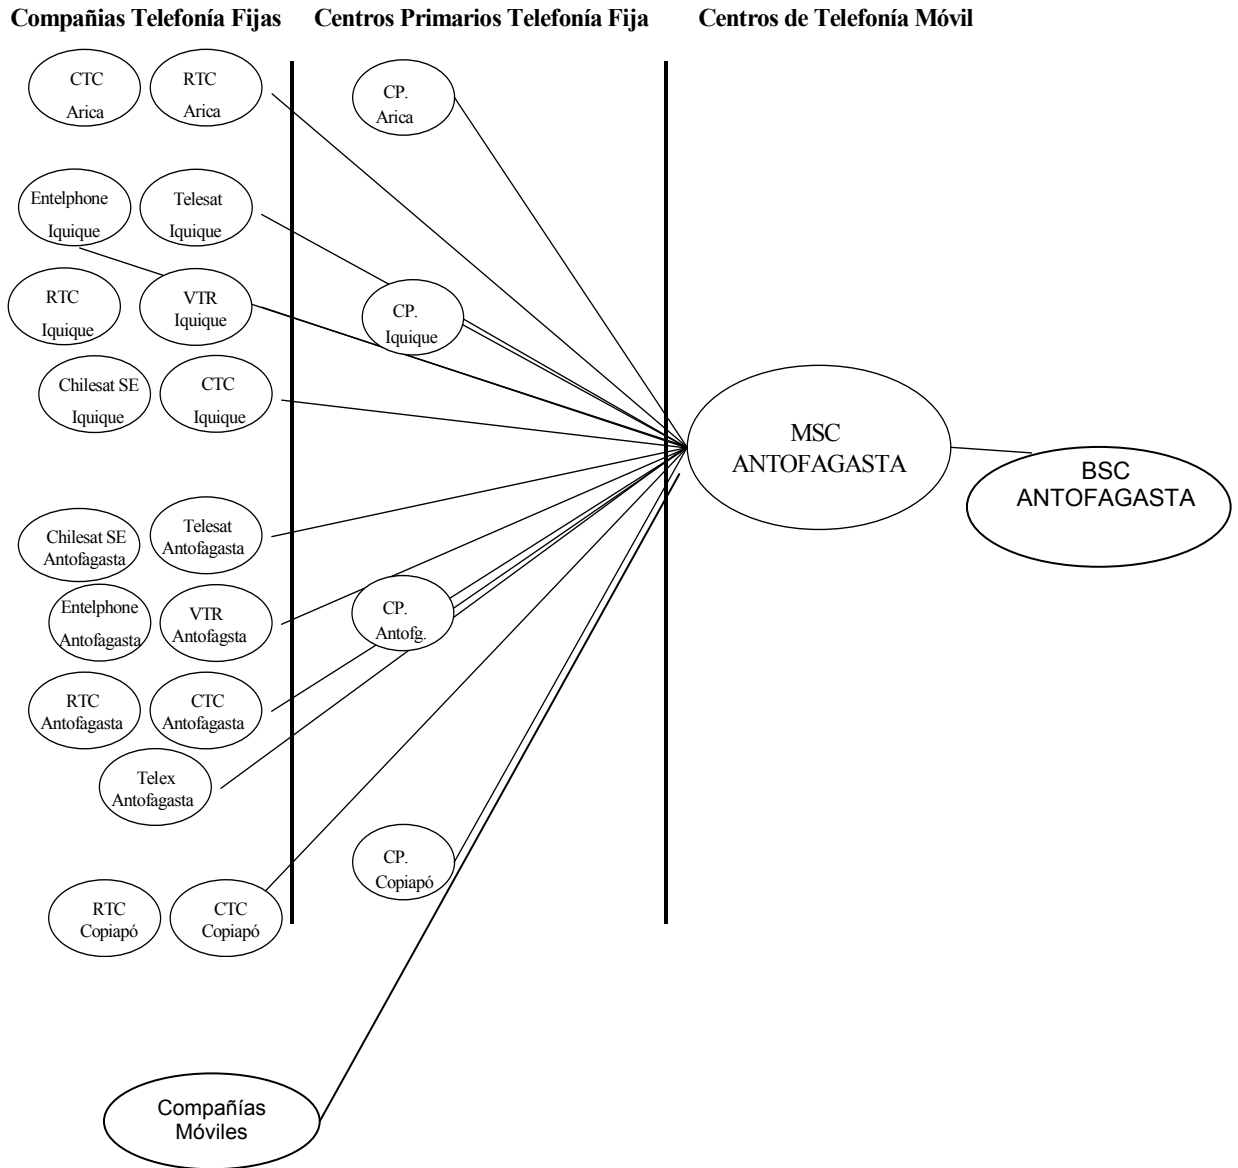 Compañias Telefonía Fijas
Centros Primarios Telefonía Fija
Centros de Telefonía Móvil
CTC
Arica
RTC
Arica
CP.
Arica
Entelphone
Iquique
Telesat
Iquique
RTC
Iquique
VTR
Iquique
CP.
Iquique
Chilesat SE
Iquique
CTC
Iquique
MSC
ANTOFAGASTA
BSC
ANTOFAGASTA
Chilesat SE
Antofagasta
Telesat
Antofagasta
Entelphone
Antofagasta
VTR
Antofagsta
CP.
Antofg.
RTC
Antofagasta
CTC
Antofagasta
Telex
Antofagasta
CP.
Copiapó
RTC
Copiapó
CTC
Copiapó
Compañías
Móviles